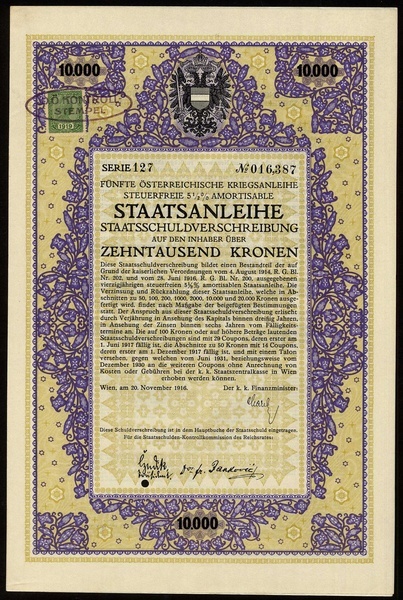 10.000
10.000
KONTROLL
STEMPEL
SERIE 127 № 016,387
FÜNFTE ÖSTERREICHISCHE KRIEGSANLEIHE
STEUERFREIE 5½% AMORTISABLE
STAATSANLEIHE
STAATSSCHULDVERSCHREIBUNG
AUF DEN INHABER ÜBER
ZEHNTAUSEND KRONEN
Diese Staatsschuldverschreibung bildet einen Bestandteil der auf
Grund der kaiserlichen Verordnungen vom 4. August 1914, R. G. Bl.
Nr. 202, und vom 28. Juni 1916, R. G. Bl. Nr. 200, ausgegebenen
vierzigjährigen steuerfreien 5½% amortisablen Staatsanleihe. Die
Verzinsung und Rückzahlung dieser Staatsanleihe, welche in Ab-
schnitten zu 50, 100, 200, 1000, 2000, 10.000 und 20.000 Kronen ausge-
fertigt wird, findet nach Maßgabe der beigefügten Bestimmungen
statt. Der Anspruch aus dieser Staatsschuldverschreibung erlischt
durch Verjährung in Ansehung des Kapitals binnen dreißig Jahren,
in Ansehung der Zinsen binnen sechs Jahren vom Fälligkeits-
termine an. Die auf 100 Kronen oder auf höhere Beträge lautenden
Staatsschuldverschreibungen sind mit 29 Coupons, deren erster am
1. Juni 1917 fällig ist, die Abschnitte zu 50 Kronen mit 14 Coupons,
deren erster am 1. Dezember 1917 fällig ist, und mit einem Talon
versehen, gegen welchen vom Juni 1931, beziehungsweise vom
Dezember 1930 an die weiteren Coupons ohne Anrechnung von
Kosten oder Gebühren bei der k. k. Staatszentralkasse in Wien
erhoben werden können.
Wien, am 20. November 1916. Der k. k. Finanzminister:
Diese Schuldverschreibung ist in dem Hauptbuche der Staatsschuld eingetragen.
Für die Staatsschulden-Kontrollkommission des Reichsrates:
10.000